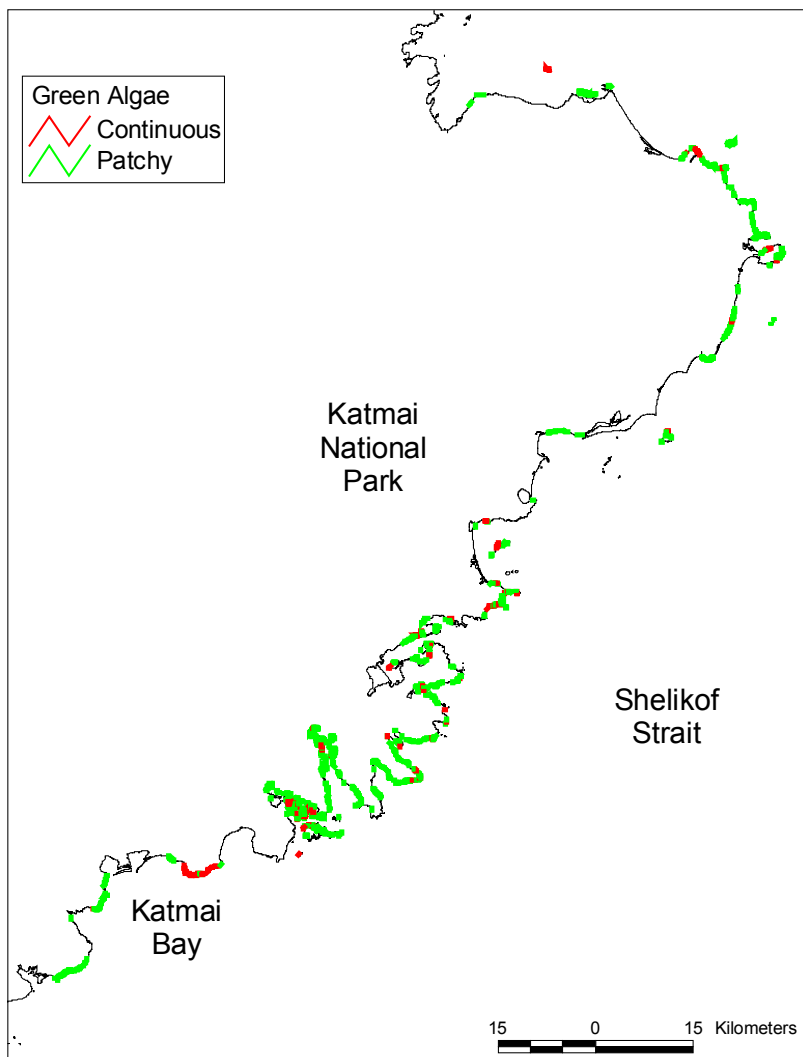 Green Algae
Continuous
Patchy
Katmai
National
Park
Shelikof
Strait
Katmai
Bay
15 0 15 Kilometers